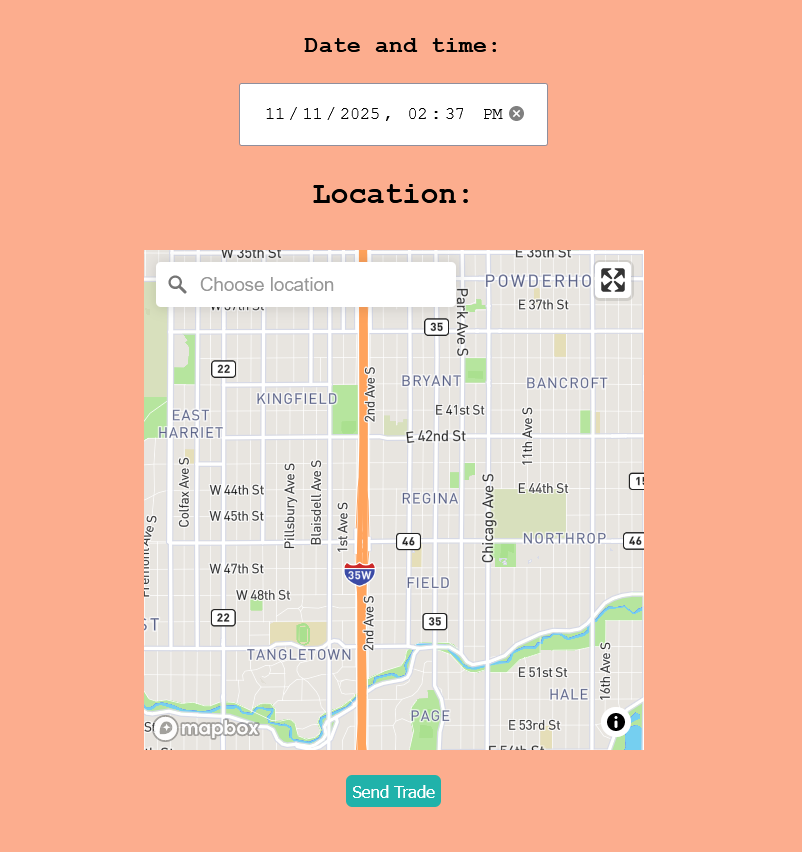 Date and time:
11/11/2025, 02:37 PM
Location:
W 35th St
E 35th St
Choose location
POWDERHO
W 37th St
Park Ave S
E 37th St
35
22
2nd Ave S
BRYANT
BANCROFT
KINGFIELD
EAST
HARRIET
E 41st St
11th Ave S
E 42nd St
Colfax Ave S
Pillsbury Ave S
Blaisdell Ave S
1st Ave S
W 44th St
REGINA
Chicago Ave S
E 44th St
15
W 45th St
Fremont Ave S
46
NORTHROP
46
W 47th St
35W
FIELD
W 48th St
22
ST
2nd Ave S
35
TANGLETOWN
E 51st St
16th Ave S
HALE
PAGE
E 53rd St
mapbox
E 54th St
Send Trade